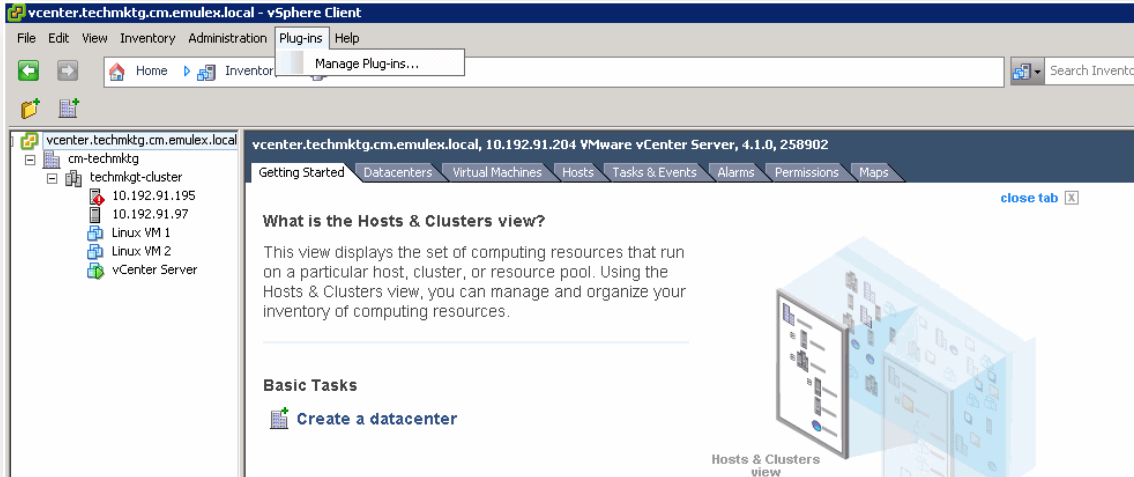 vcenter.techmktg.cm.emulex.local - vSphere Client
File Edit View Inventory Administration Plug-ins Help
Manage Plug-ins...
Home Inventor
Search Invento
vcenter.techmktg.cm.emulex.local
cm-techmktg
techmkgt-cluster
10.192.91.195
10.192.91.97
Linux VM 1
Linux VM 2
vCenter Server
vcenter.techmktg.cm.emulex.local, 10.192.91.204 VMware vCenter Server, 4.1.0, 258902
Getting Started Datacenters Virtual Machines Hosts Tasks & Events Alarms Permissions Maps
close tab X
What is the Hosts & Clusters view?
This view displays the set of computing resources that run
on a particular host, cluster, or resource pool. Using the
Hosts & Clusters view, you can manage and organize your
inventory of computing resources.
Basic Tasks
Create a datacenter
Hosts & Clusters
view